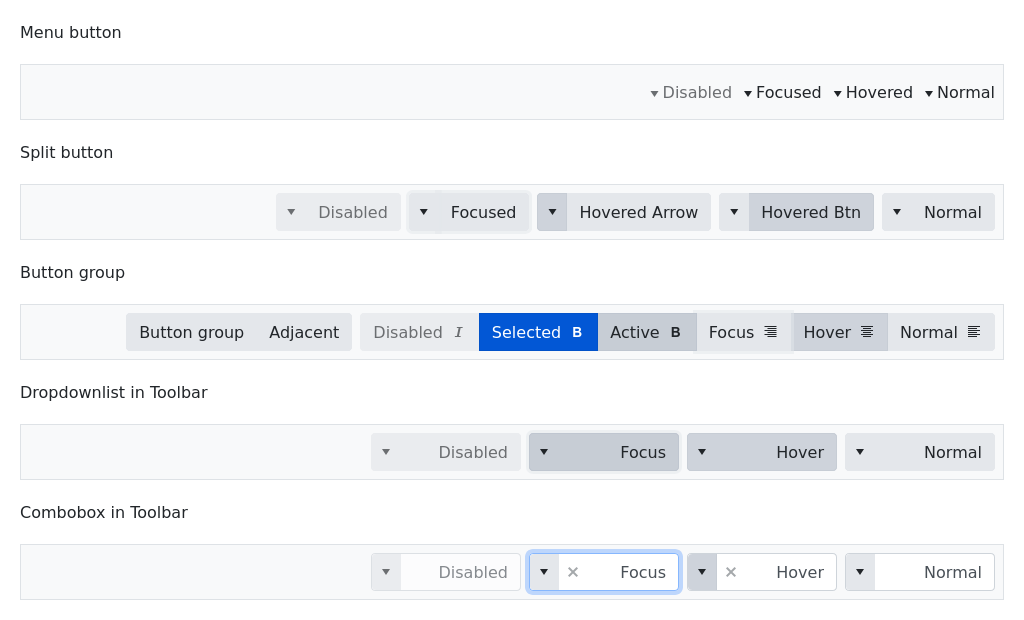 Menu button
Disabled Focused Hovered Normal
Split button
Disabled Focused Hovered Arrow Hovered Btn Normal
Button group
Button group Adjacent Disabled I Selected B Active B Focus Hover Normal
Dropdownlist in Toolbar
Disabled Focus Hover Normal
Combobox in Toolbar
Disabled Focus Hover Normal